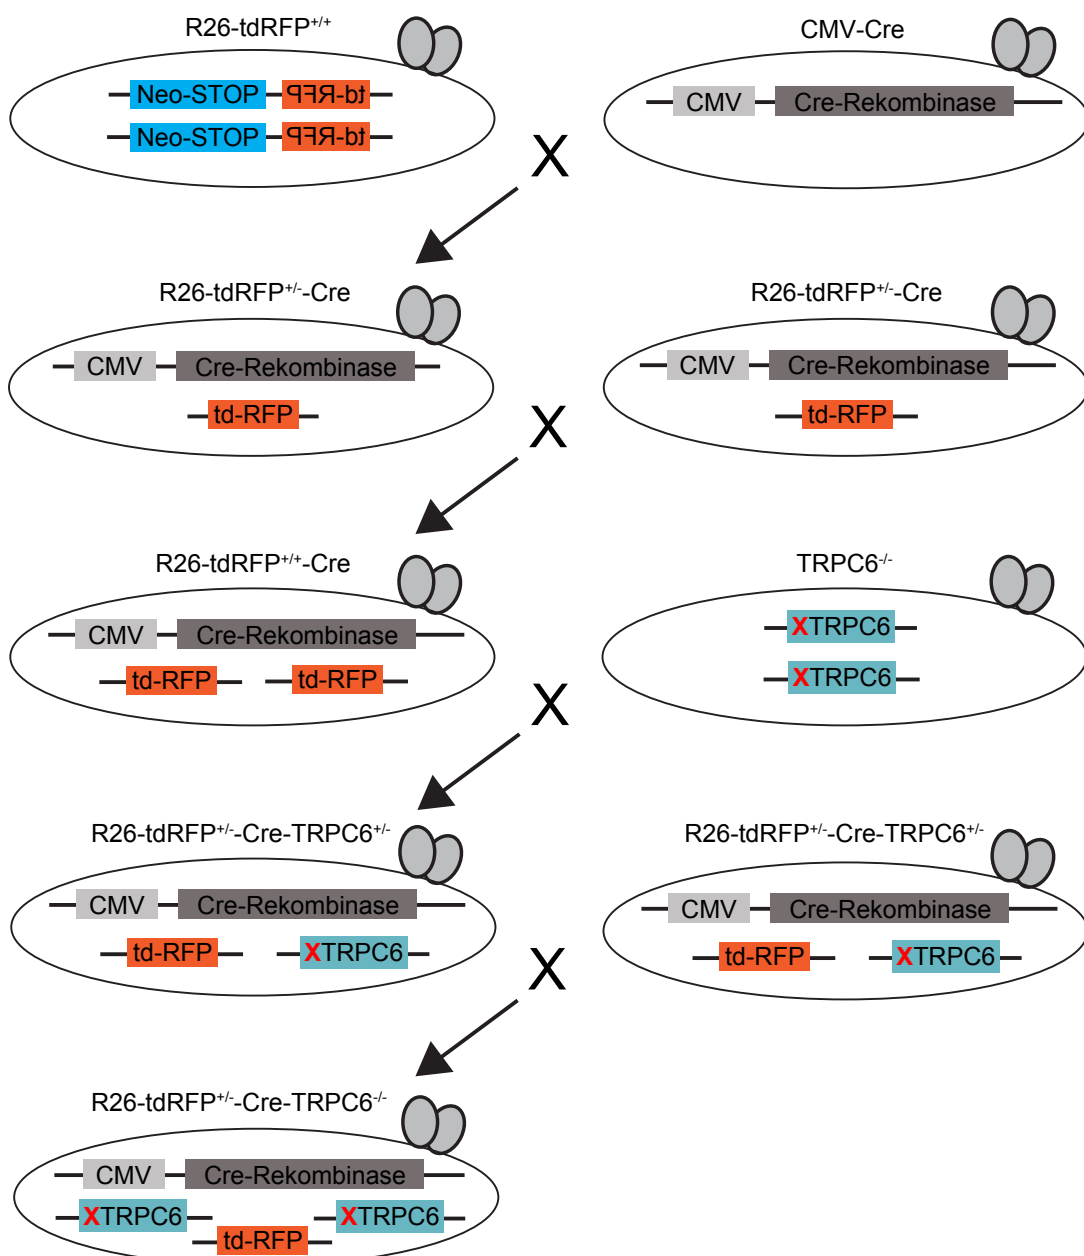 R26-tdRFP+/+
CMV-Cre
Neo-STOP td-RFP
Neo-STOP td-RFP
CMV Cre-Rekombinase
X
R26-tdRFP+/--Cre
R26-tdRFP+/--Cre
CMV Cre-Rekombinase
td-RFP
CMV Cre-Rekombinase
td-RFP
X
R26-tdRFP+/+-Cre
TRPC6-/-
CMV Cre-Rekombinase
td-RFP td-RFP
XTRPC6
XTRPC6
X
R26-tdRFP+/--Cre-TRPC6+/-
R26-tdRFP+/--Cre-TRPC6+/-
CMV Cre-Rekombinase
td-RFP XTRPC6
CMV Cre-Rekombinase
td-RFP XTRPC6
X
R26-tdRFP+/--Cre-TRPC6-/-
CMV Cre-Rekombinase
XTRPC6 XTRPC6
td-RFP